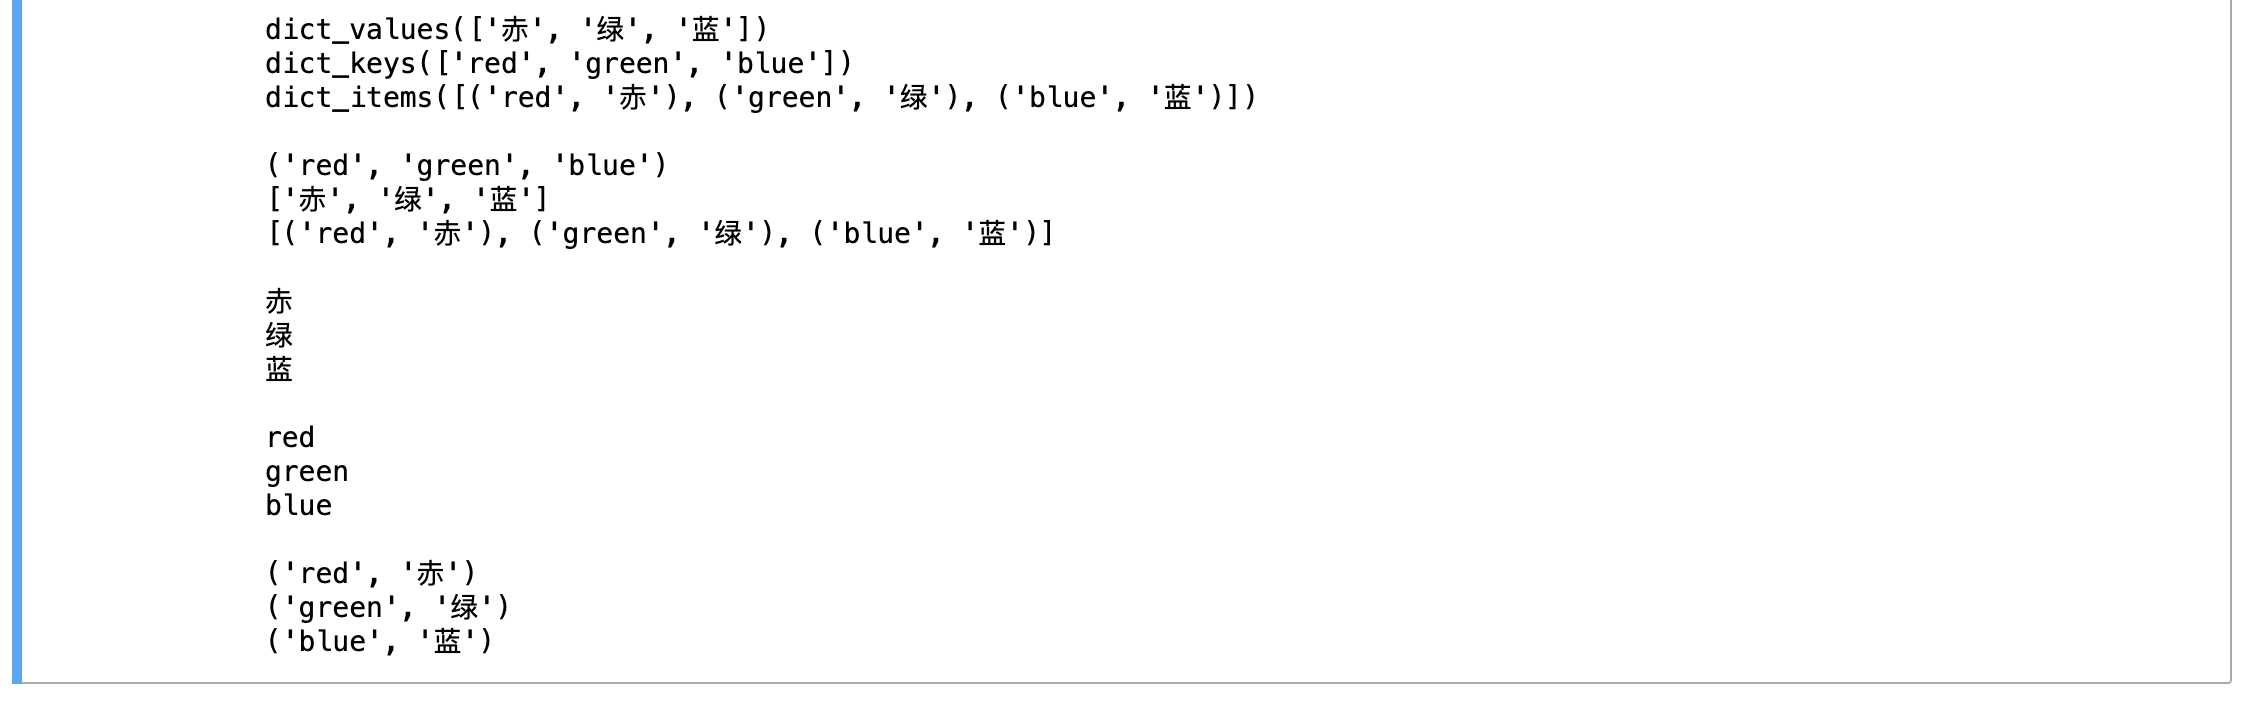 dict_values(['赤', '绿', '蓝'])
dict_keys(['red', 'green', 'blue'])
dict_items([('red', '赤'), ('green', '绿'), ('blue', '蓝')])
('red', 'green', 'blue')
['赤', '绿', '蓝']
[('red', '赤'), ('green', '绿'), ('blue', '蓝')]
赤
绿
蓝
red
green
blue
('red', '赤')
('green', '绿')
('blue', '蓝')